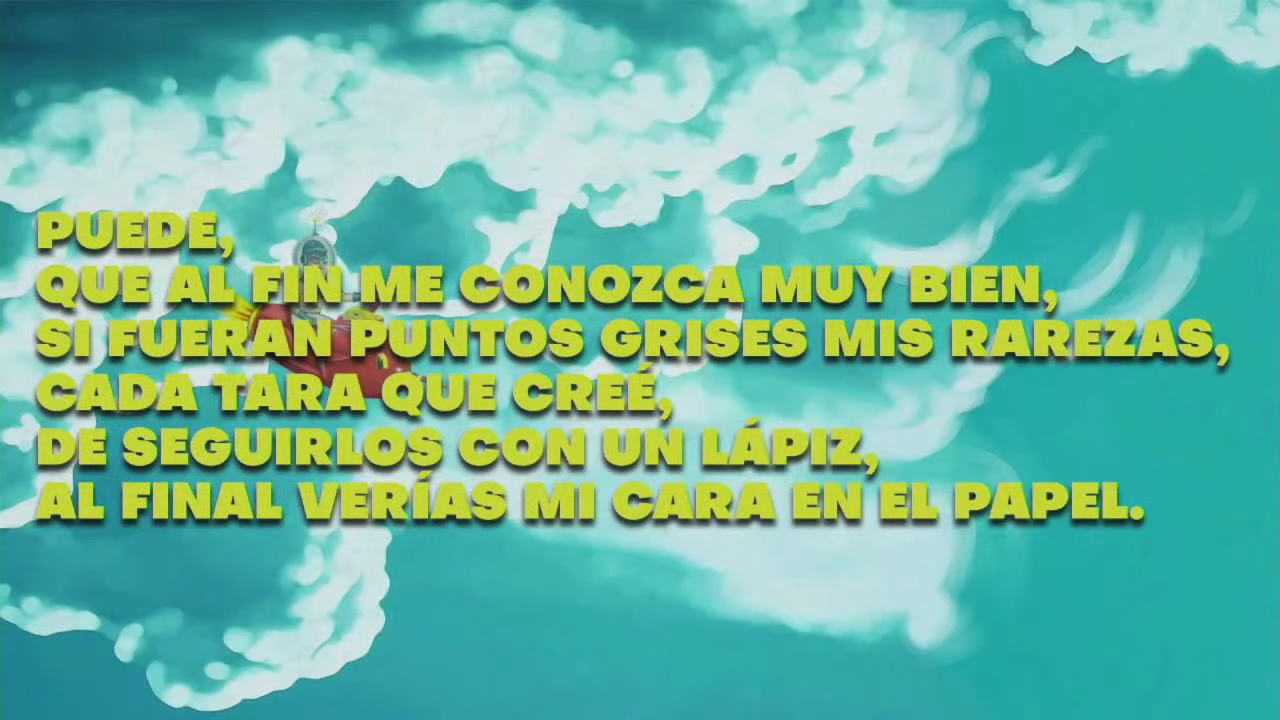 PUEDE,
QUE AL FIN ME CONOZCA MUY BIEN,
SI FUERAN PUNTOS GRISES MIS RAREZAS,
CADA TARA QUE CREÉ,
DE SEGUIRLOS CON UN LÁPIZ,
AL FINAL VERÍAS MI CARA EN EL PAPEL.